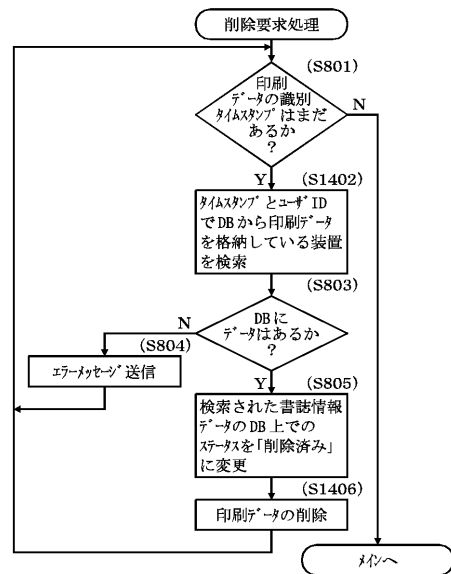 削除要求処理
(S801)
印刷
データの識別
タイムスタンプはまだ
あるか
?
N
Y
(S1402)
タイムスタンプとユーザID
でDBから印刷データ
を格納している装置
を検索
(S803)
DBに
データはあるか
?
N
(S804)
エラーメッセージ送信
Y
(S805)
検索された書誌情報
データのDB上での
ステータスを「削除済み」
に変更
(S1406)
印刷データの削除
メインへ